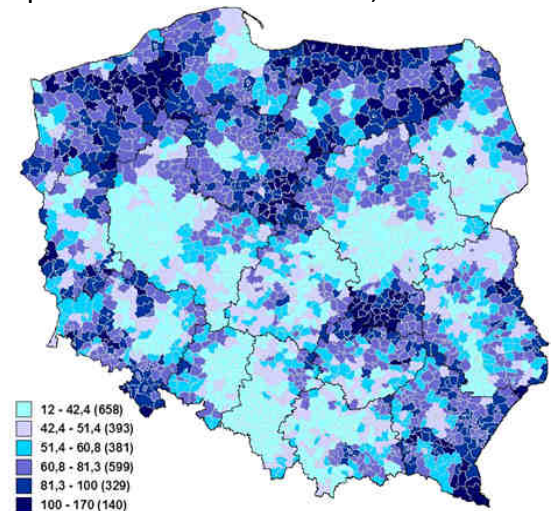 12 - 42,4 (658)
42,4 - 51,4 (393)
51,4 - 60,8 (381)
60,8 - 81,3 (599)
81,3 - 100 (329)
100 - 170 (140)